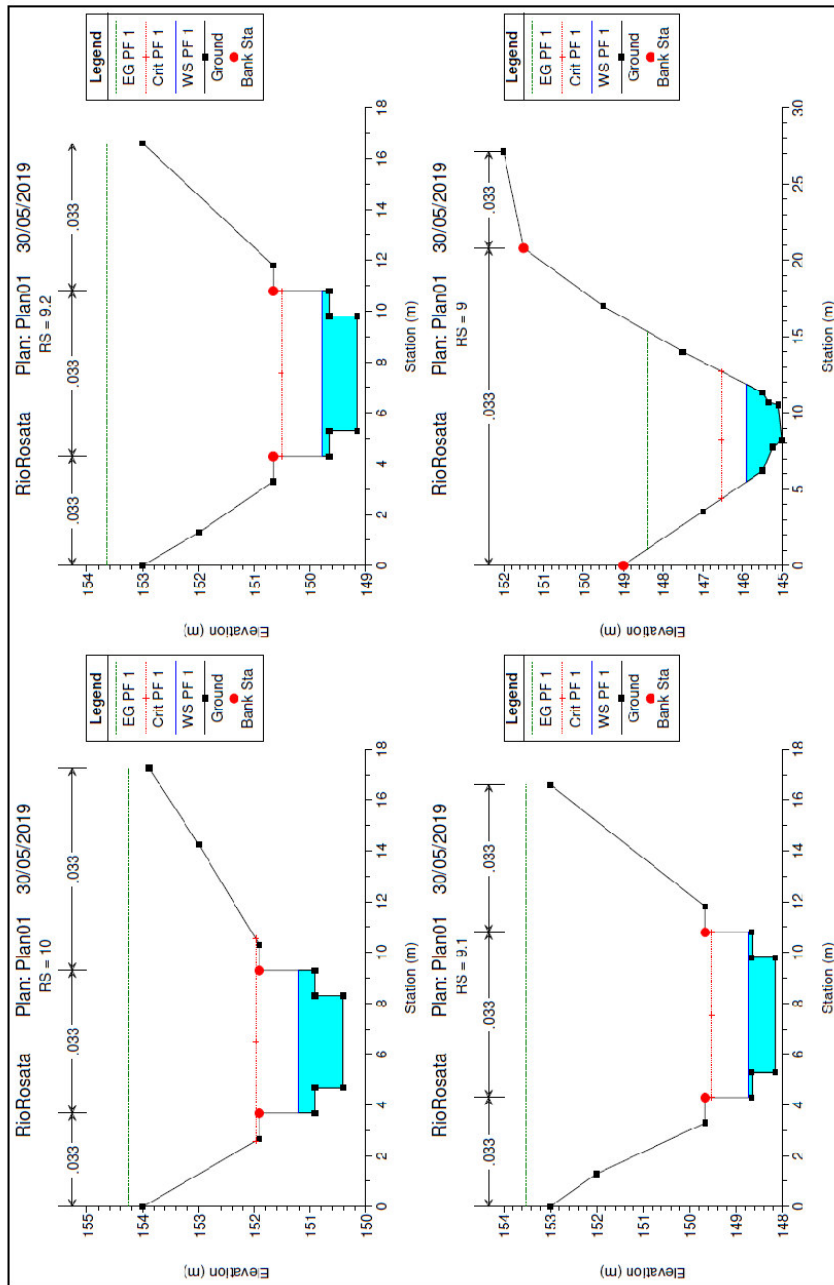 RioRosata Plan: Plan01 30/05/2019
RS = 10
.033
.033
.033
Legend
EG PF 1
Crit PF 1
WS PF 1
Ground
Bank Sta
155
154
153
152
151
150
Elevation (m)
0
2
4
6
8
10
12
14
16
18
Station (m)
RioRosata Plan: Plan01 30/05/2019
RS = 9.2
.033
.033
.033
Legend
EG PF 1
Crit PF 1
WS PF 1
Ground
Bank Sta
154
153
152
151
150
149
Elevation (m)
0
2
4
6
8
10
12
14
16
18
Station (m)
RioRosata Plan: Plan01 30/05/2019
RS = 9.1
.033
.033
.033
Legend
EG PF 1
Crit PF 1
WS PF 1
Ground
Bank Sta
154
153
152
151
150
149
148
Elevation (m)
0
2
4
6
8
10
12
14
16
18
Station (m)
RioRosata Plan: Plan01 30/05/2019
RS = 9
.033
.033
Legend
EG PF 1
Crit PF 1
WS PF 1
Ground
Bank Sta
152
151
150
149
148
147
146
145
Elevation (m)
0
5
10
15
20
25
30
Station (m)